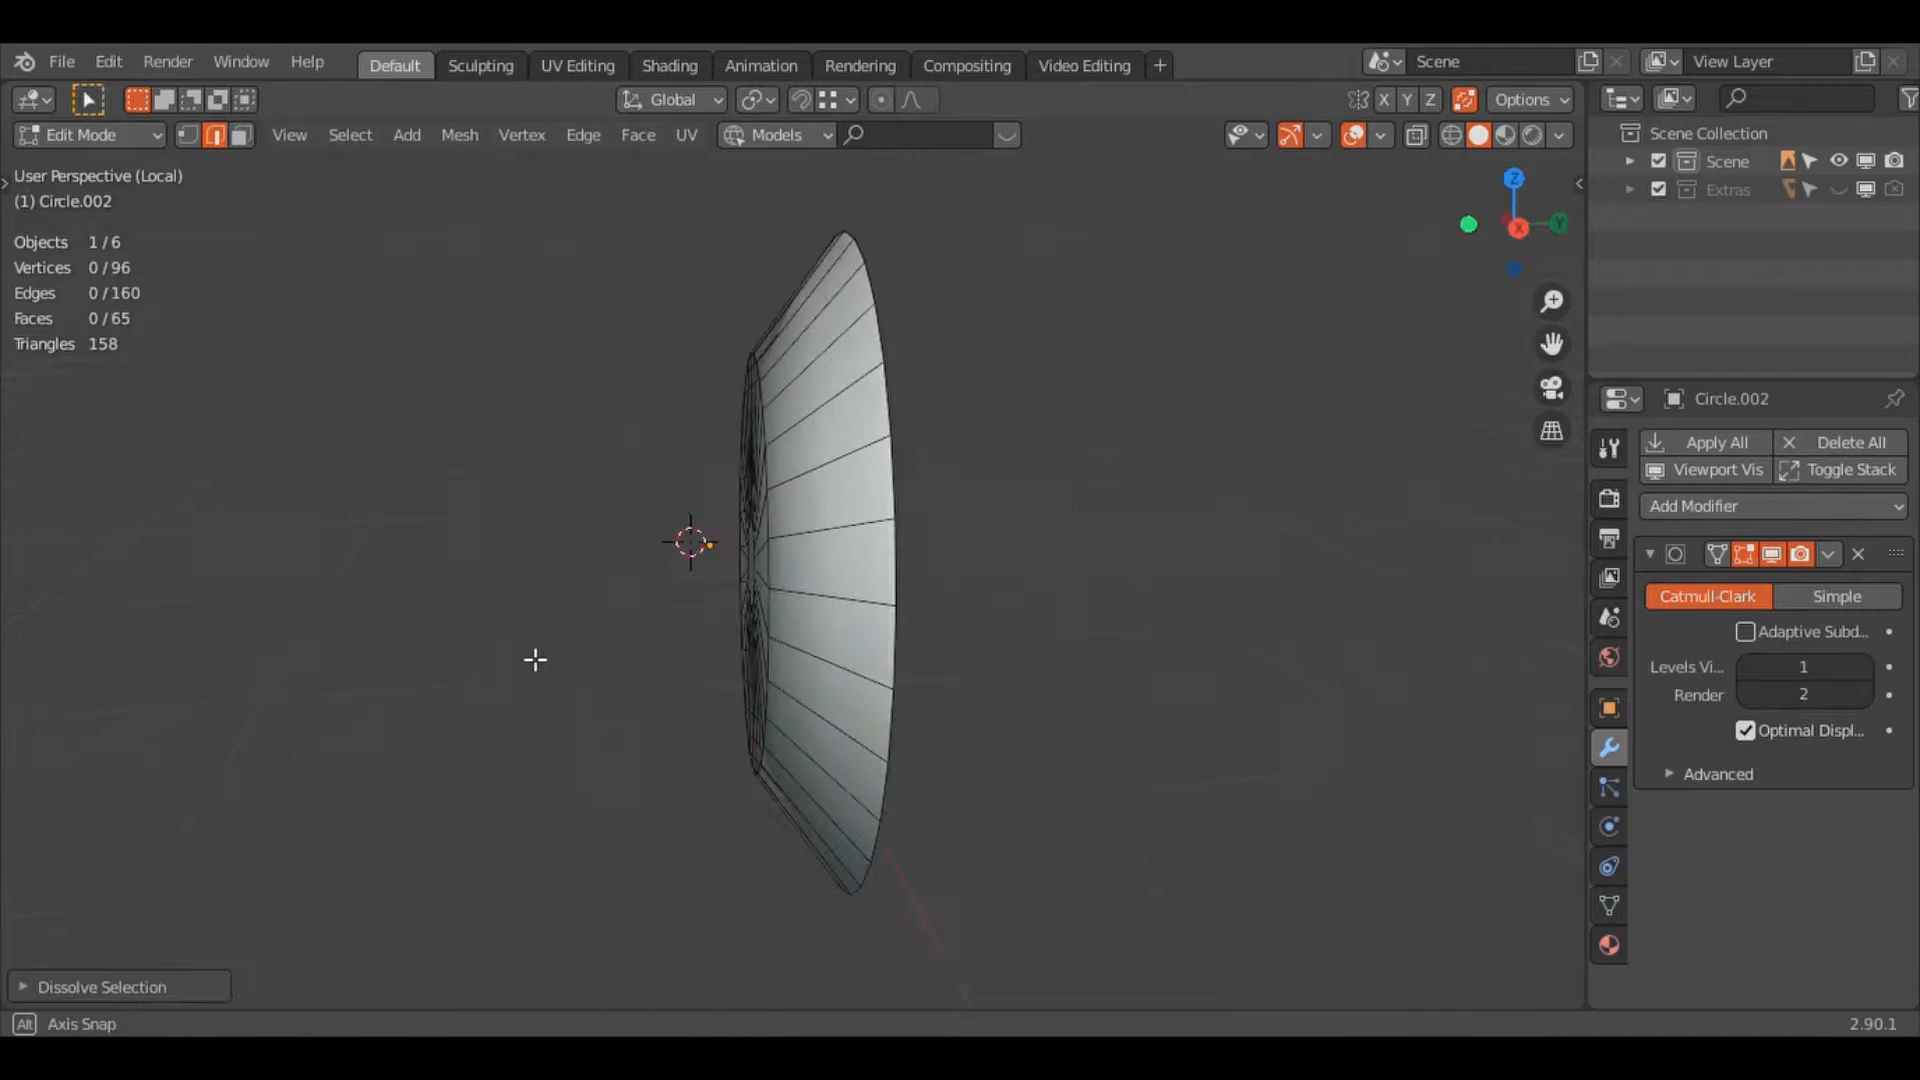 File Edit Render Window Help Default Sculpting UV Editing Shading Animation Rendering Compositing Video Editing + Scene View Layer
Global X Y Z Options
Edit Mode View Select Add Mesh Vertex Edge Face UV Models
Scene Collection
Scene
Extras
User Perspective (Local)
(1) Circle.002
Objects 1 / 6
Vertices 0 / 96
Edges 0 / 160
Faces 0 / 65
Triangles 158
Z
Y
X
Circle.002
Apply All Delete All
Viewport Vis Toggle Stack
Add Modifier
Catmull-Clark Simple
Adaptive Subd...
Levels Vi... 1
Render 2
Optimal Displ...
Advanced
Dissolve Selection
Alt Axis Snap
2.90.1